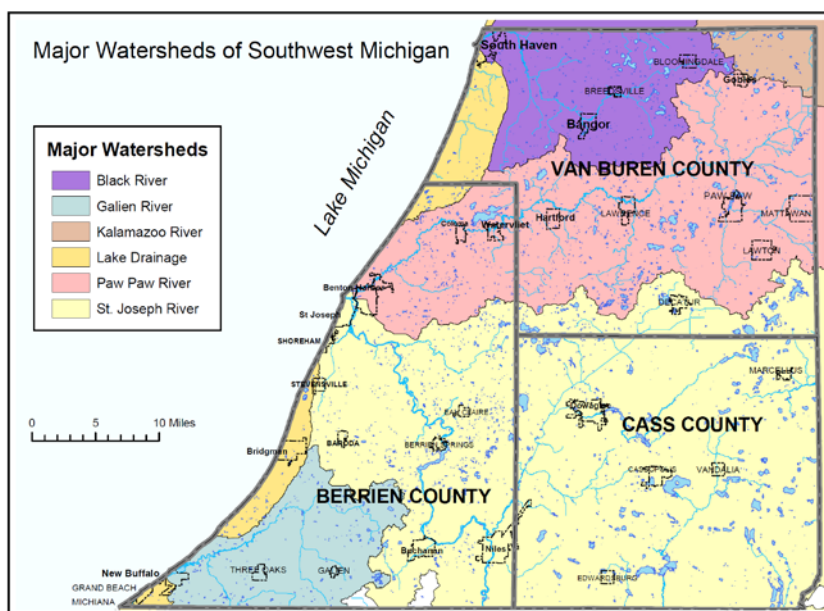 Major Watersheds of Southwest Michigan
Major Watersheds
Black River
Galien River
Kalamazoo River
Lake Drainage
Paw Paw River
St. Joseph River
Lake Michigan
0 5 10 Miles
South Haven
BLOOMINGDALE
Gobles
BREEDSVILLE
Bangor
VAN BUREN COUNTY
PAW PAW
MATTAWAN
Hartford
LAWRENCE
Watervliet
Coloma
LAWTON
Benton Harbor
DECATUR
St Joseph
SHOREHAM
STEVENSVILLE
MARCELLUS
EAU CLAIRE
Dowagiac
CASS COUNTY
Bridgman
BARODA
BERRIEN SPRINGS
CASSOPOLIS
VANDALIA
BERRIEN COUNTY
Buchanan
Niles
New Buffalo
THREE OAKS
GALIEN
EDWARDSBURG
GRAND BEACH
MICHIANA